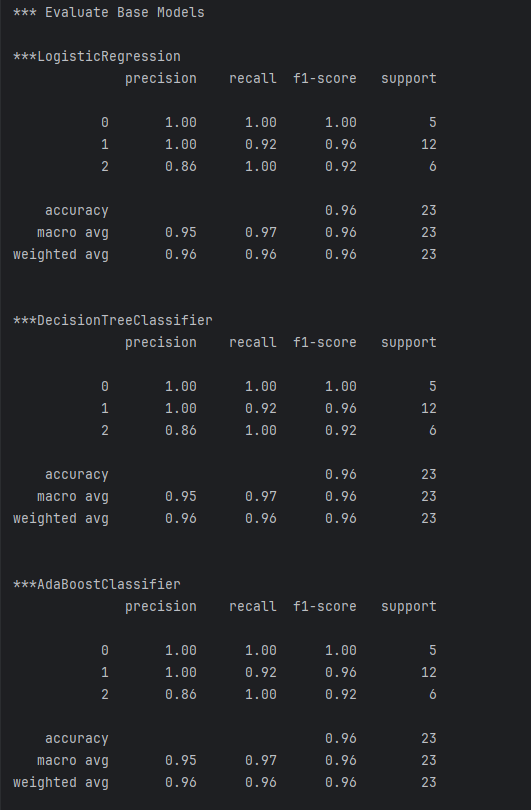 *** Evaluate Base Models
***LogisticRegression
precision recall f1-score support
0 1.00 1.00 1.00 5
1 1.00 0.92 0.96 12
2 0.86 1.00 0.92 6
accuracy 0.96 23
macro avg 0.95 0.97 0.96 23
weighted avg 0.96 0.96 0.96 23
***DecisionTreeClassifier
precision recall f1-score support
0 1.00 1.00 1.00 5
1 1.00 0.92 0.96 12
2 0.86 1.00 0.92 6
accuracy 0.96 23
macro avg 0.95 0.97 0.96 23
weighted avg 0.96 0.96 0.96 23
***AdaBoostClassifier
precision recall f1-score support
0 1.00 1.00 1.00 5
1 1.00 0.92 0.96 12
2 0.86 1.00 0.92 6
accuracy 0.96 23
macro avg 0.95 0.97 0.96 23
weighted avg 0.96 0.96 0.96 23